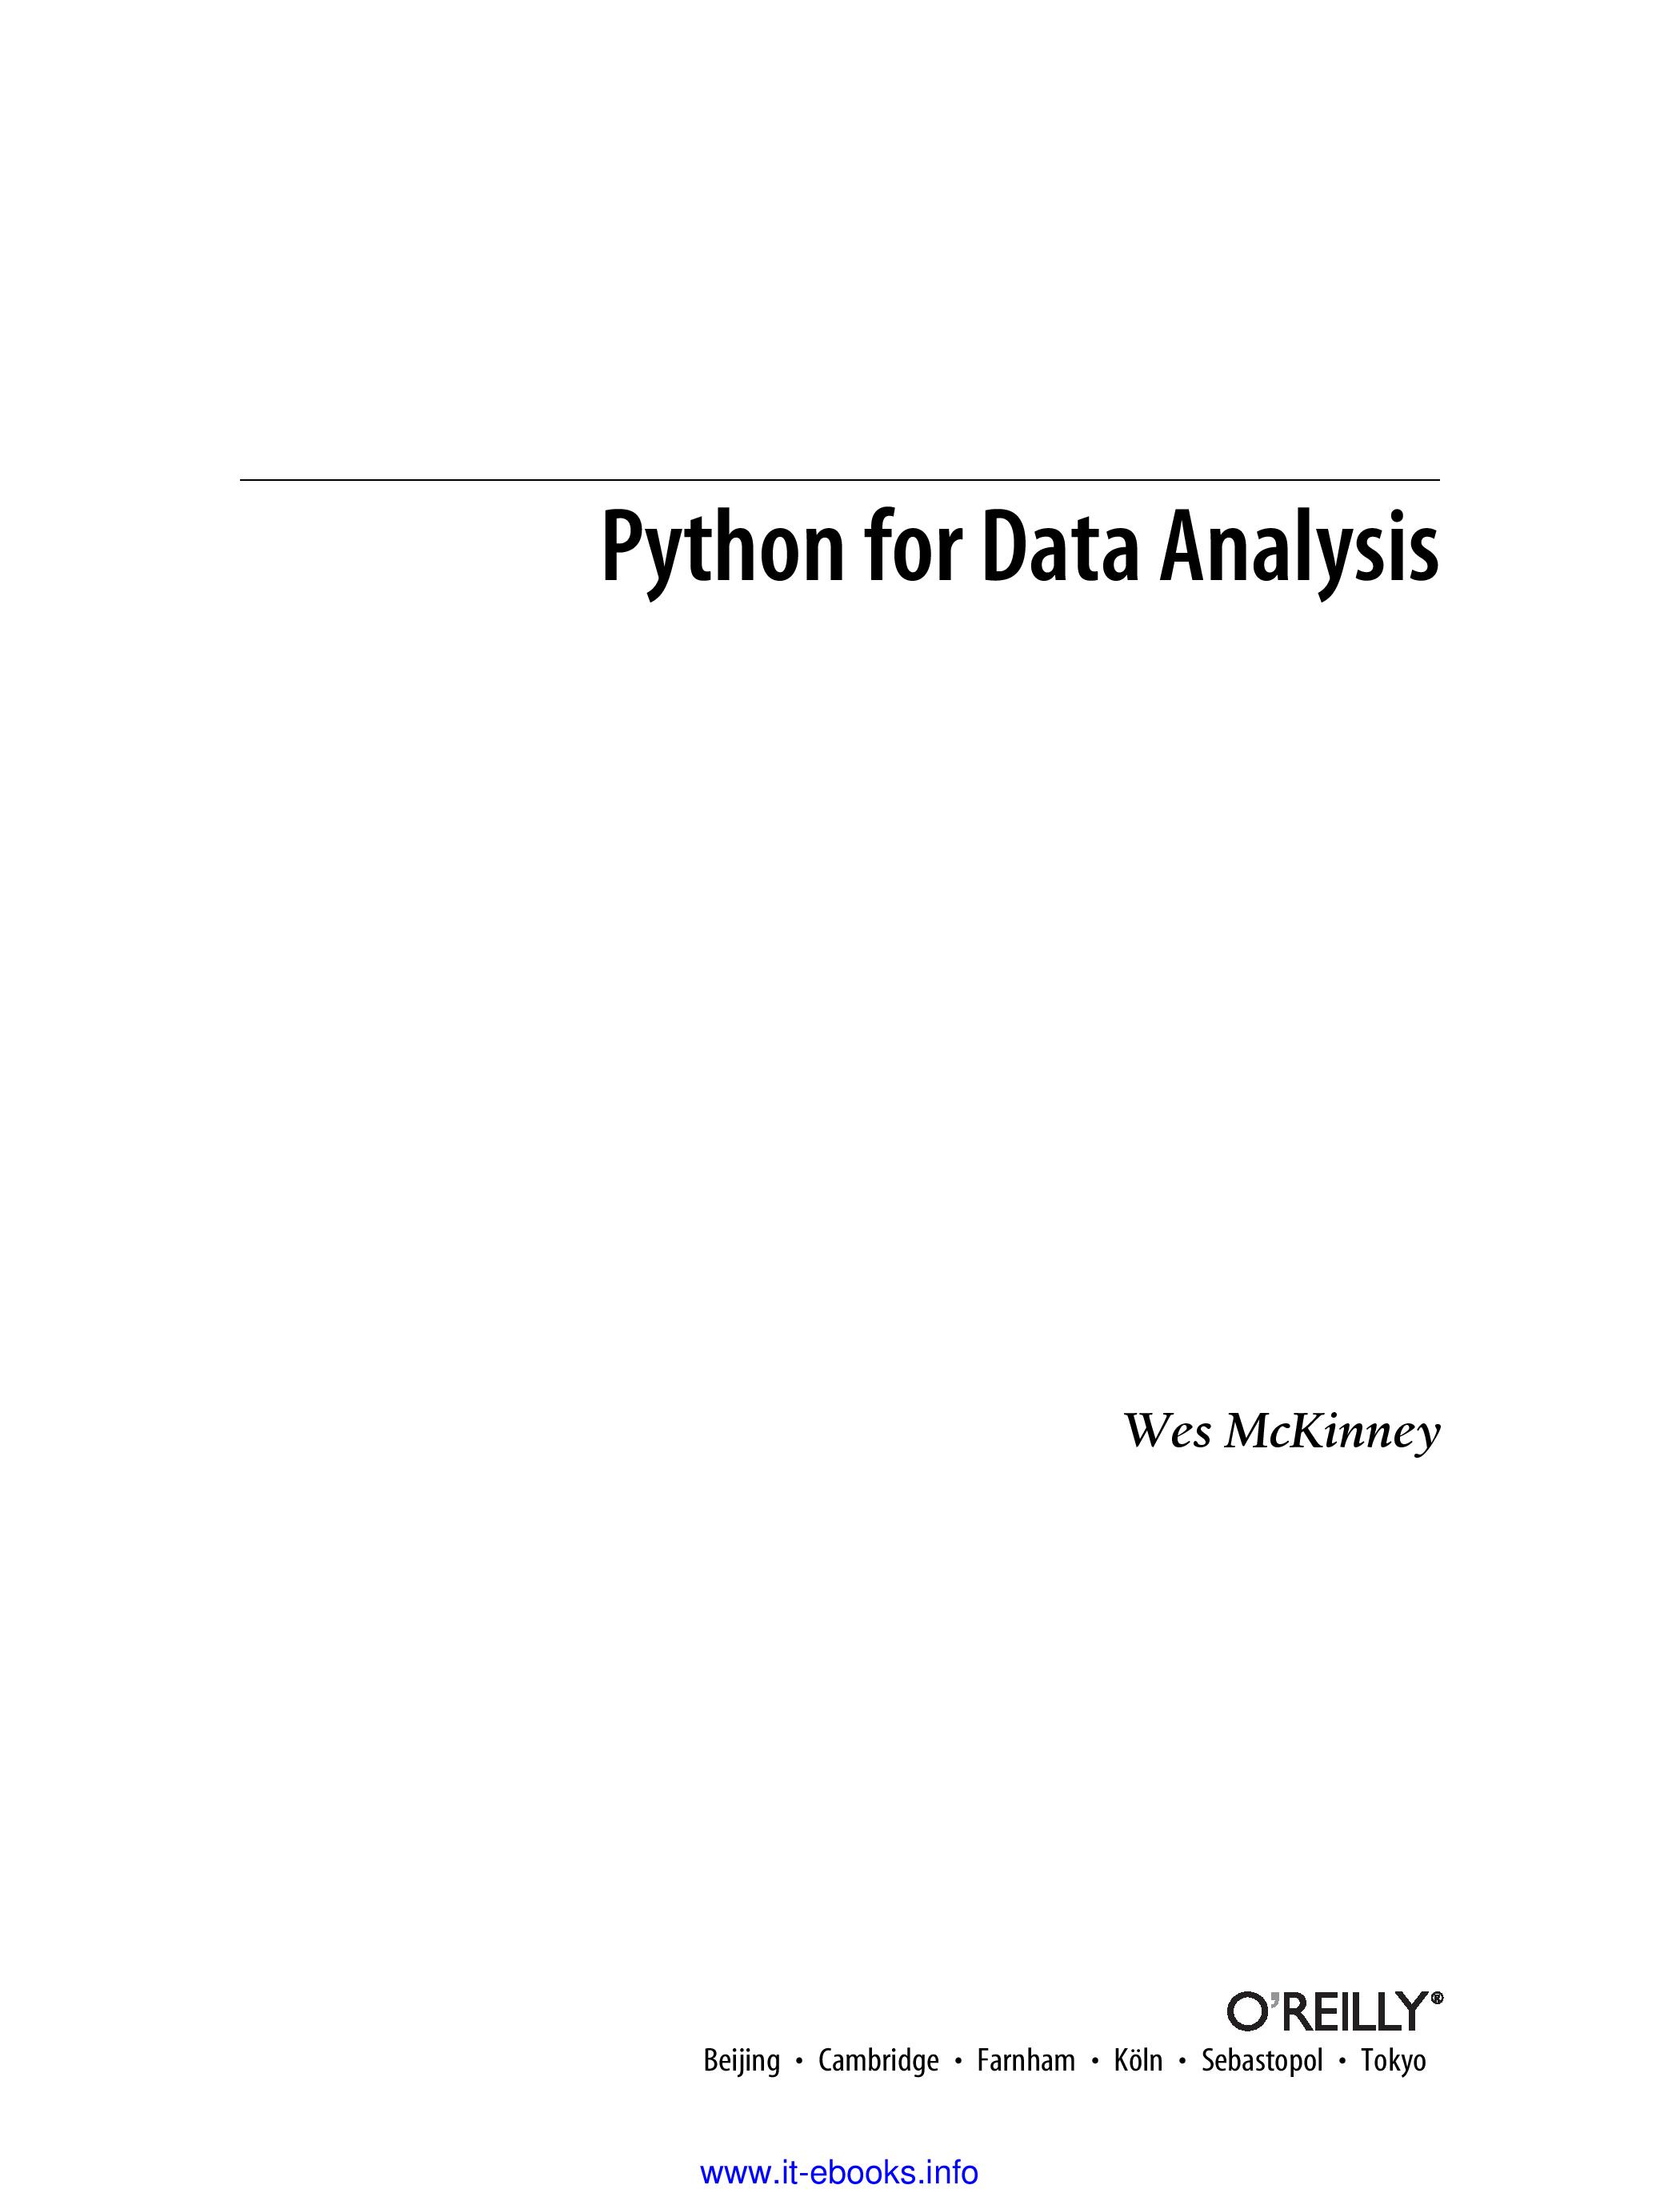 Python for Data Analysis
Wes McKinney
O'REILLY®
Beijing • Cambridge • Farnham • Köln • Sebastopol • Tokyo
www.it-ebooks.info